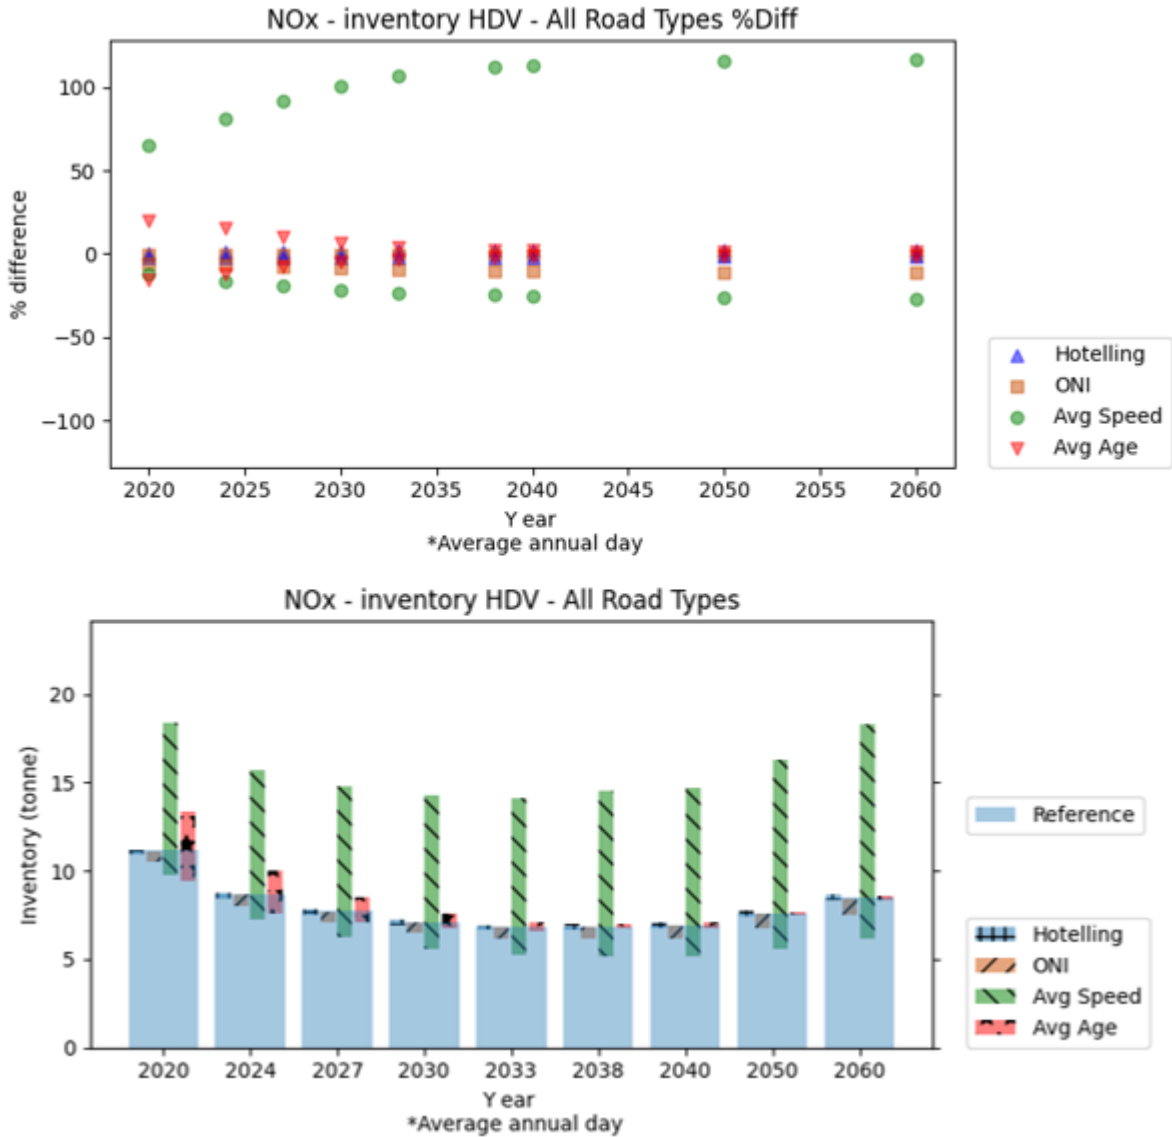 NOx - inventory HDV - All Road Types %Diff
% difference
100
50
0
−50
−100
2020 2025 2030 2035 2040 2045 2050 2055 2060
Y ear
*Average annual day
Hotelling
ONI
Avg Speed
Avg Age
NOx - inventory HDV - All Road Types
Inventory (tonne)
20
15
10
5
0
2020 2024 2027 2030 2033 2038 2040 2050 2060
Y ear
*Average annual day
Reference
Hotelling
ONI
Avg Speed
Avg Age